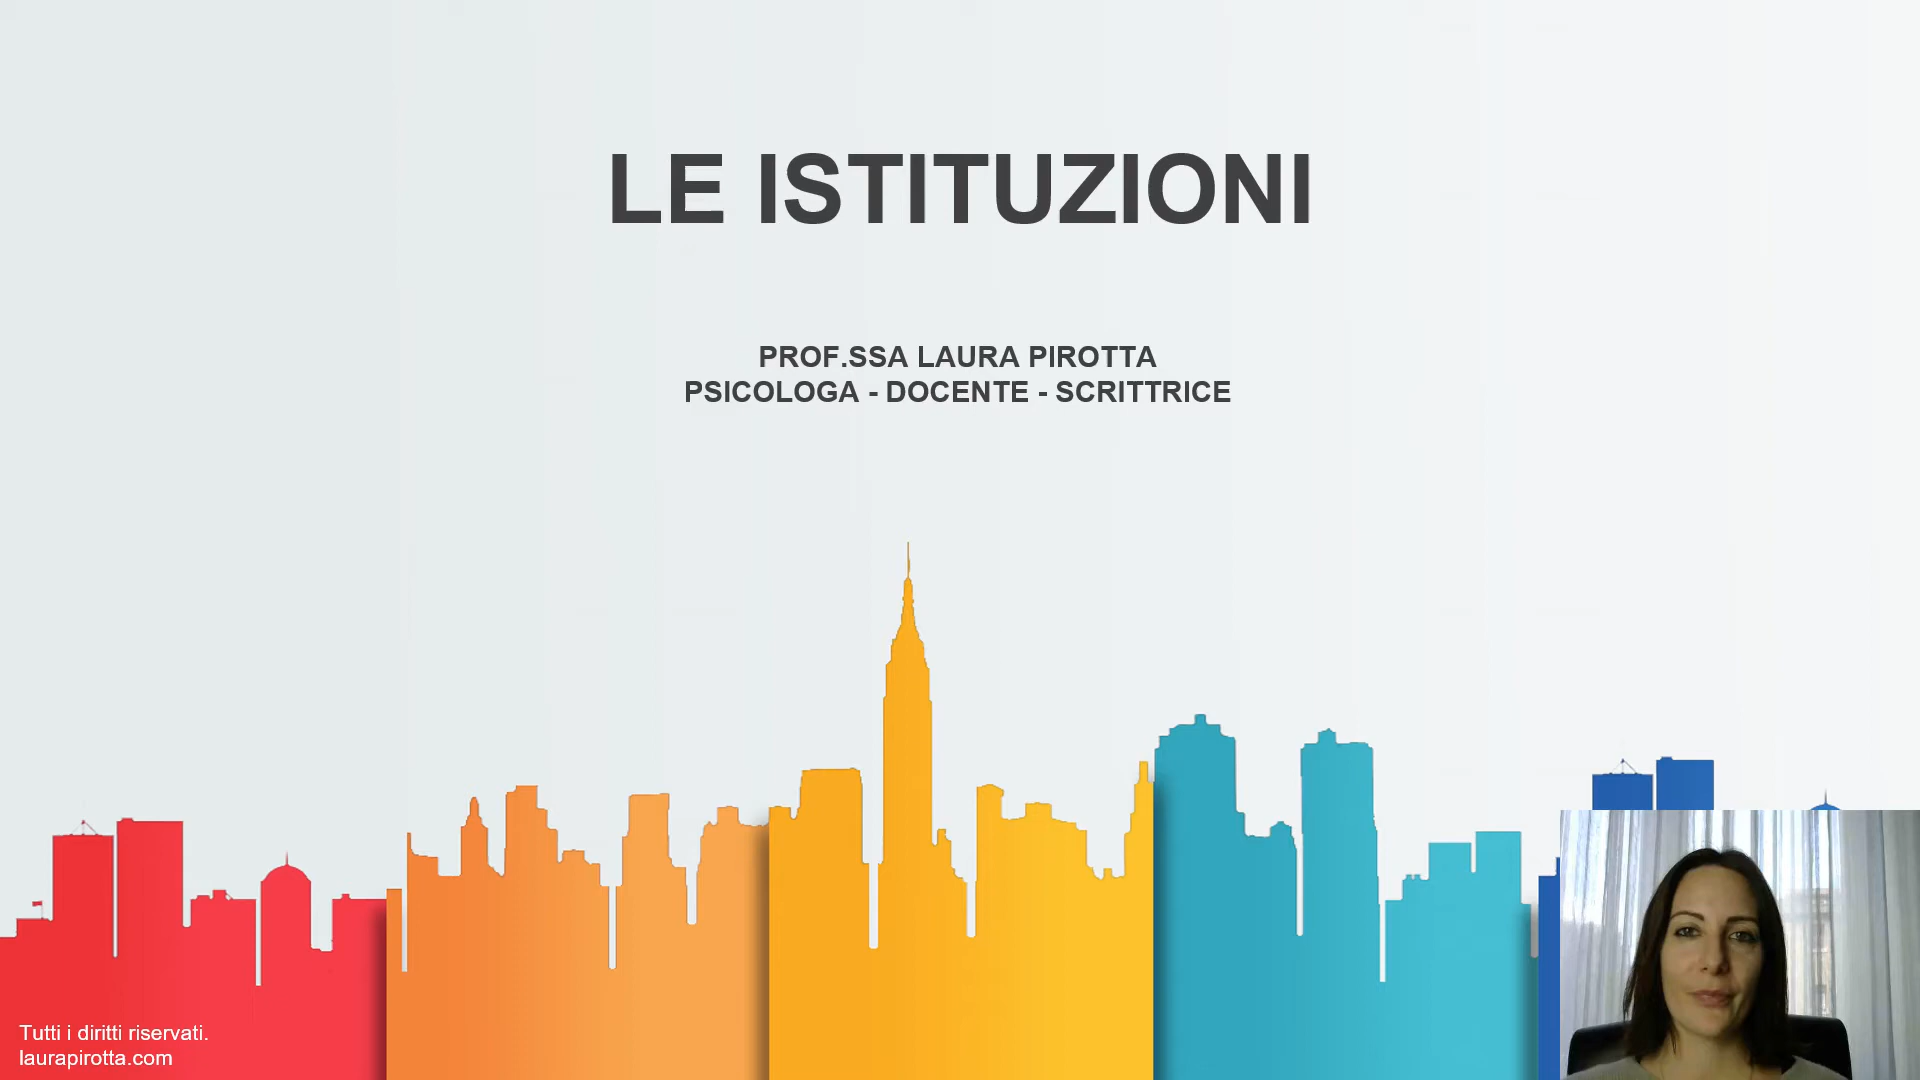 LE ISTITUZIONI
PROF.SSA LAURA PIROTTA
PSICOLOGA - DOCENTE - SCRITTRICE
Tutti i diritti riservati.
laurapirotta.com